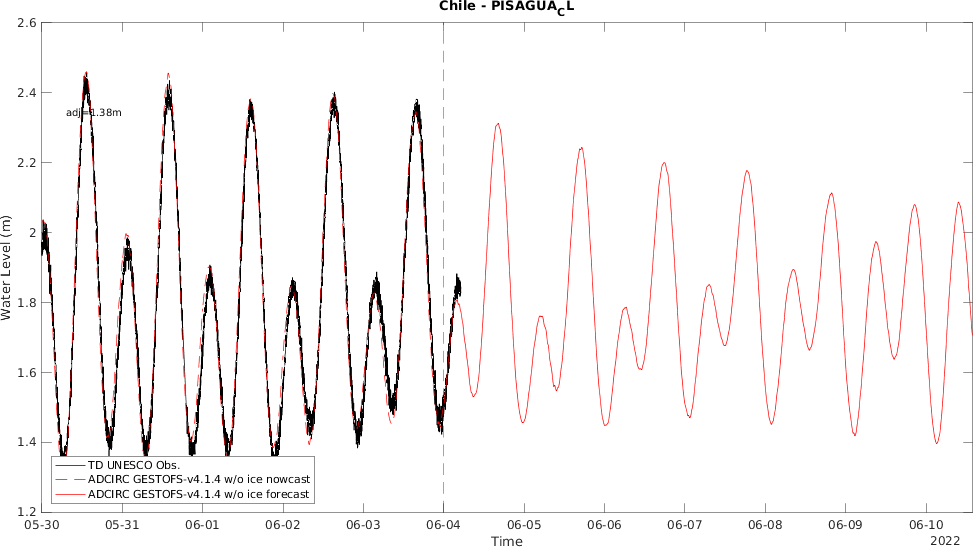 Chile - PISAGUA_CL
2.6
2.4
adj=1.38m
2.2
2
Water Level (m)
1.8
1.6
1.4
TD UNESCO Obs.
ADCIRC GESTOFS-v4.1.4 w/o ice nowcast
ADCIRC GESTOFS-v4.1.4 w/o ice forecast
1.2
05-30 05-31 06-01 06-02 06-03 06-04 06-05 06-06 06-07 06-08 06-09 06-10
Time
2022